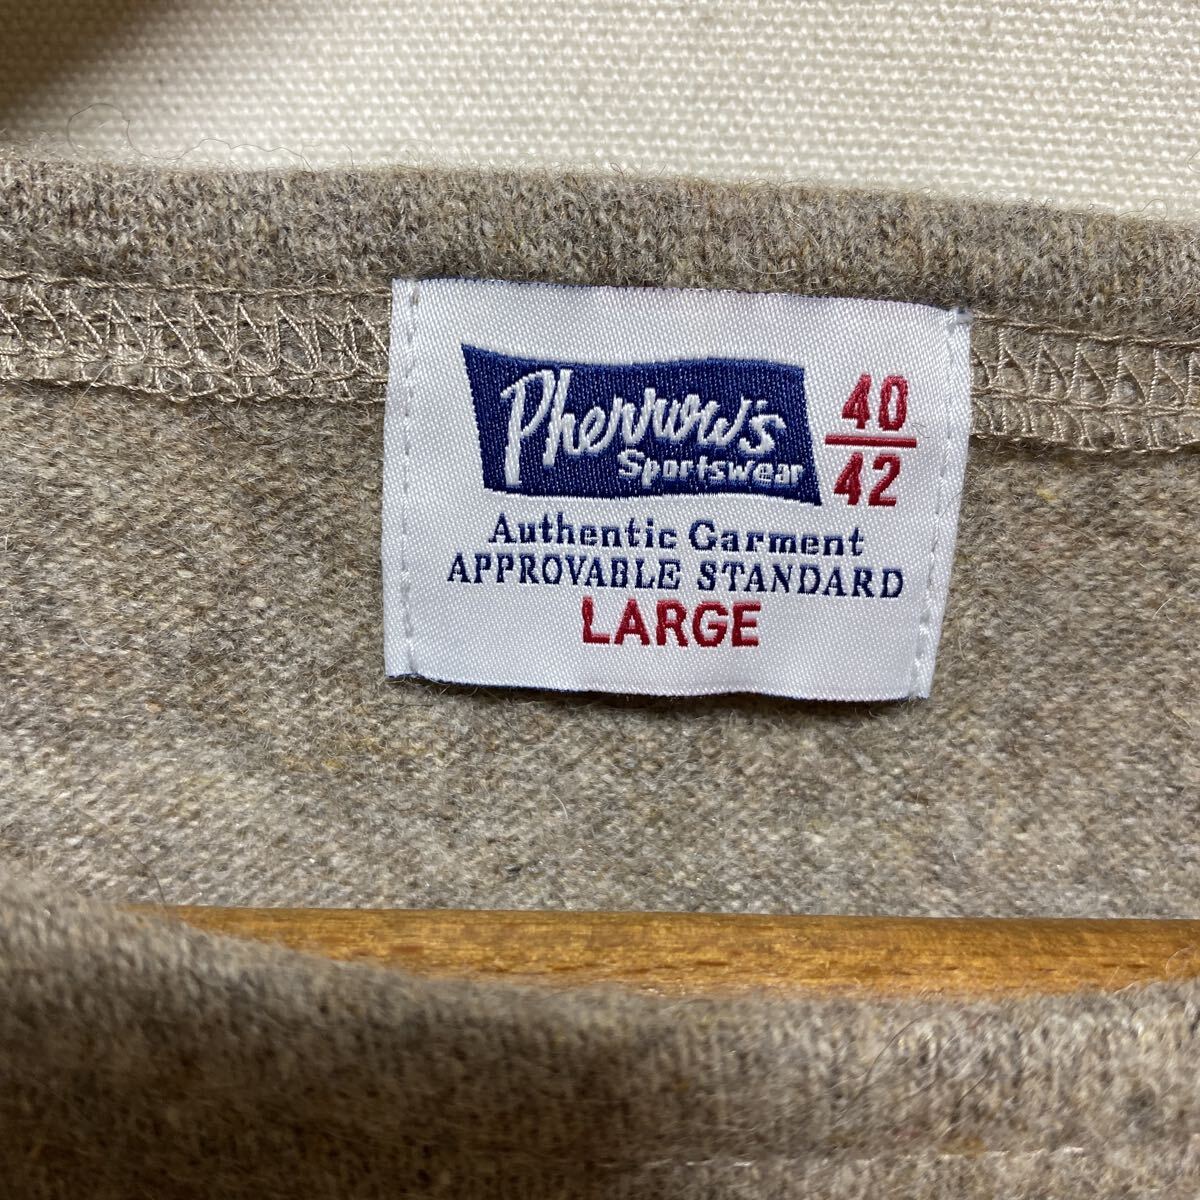 Pherrow's
Sportswear
40
42
Authentic Garment
APPROVABLE STANDARD
LARGE